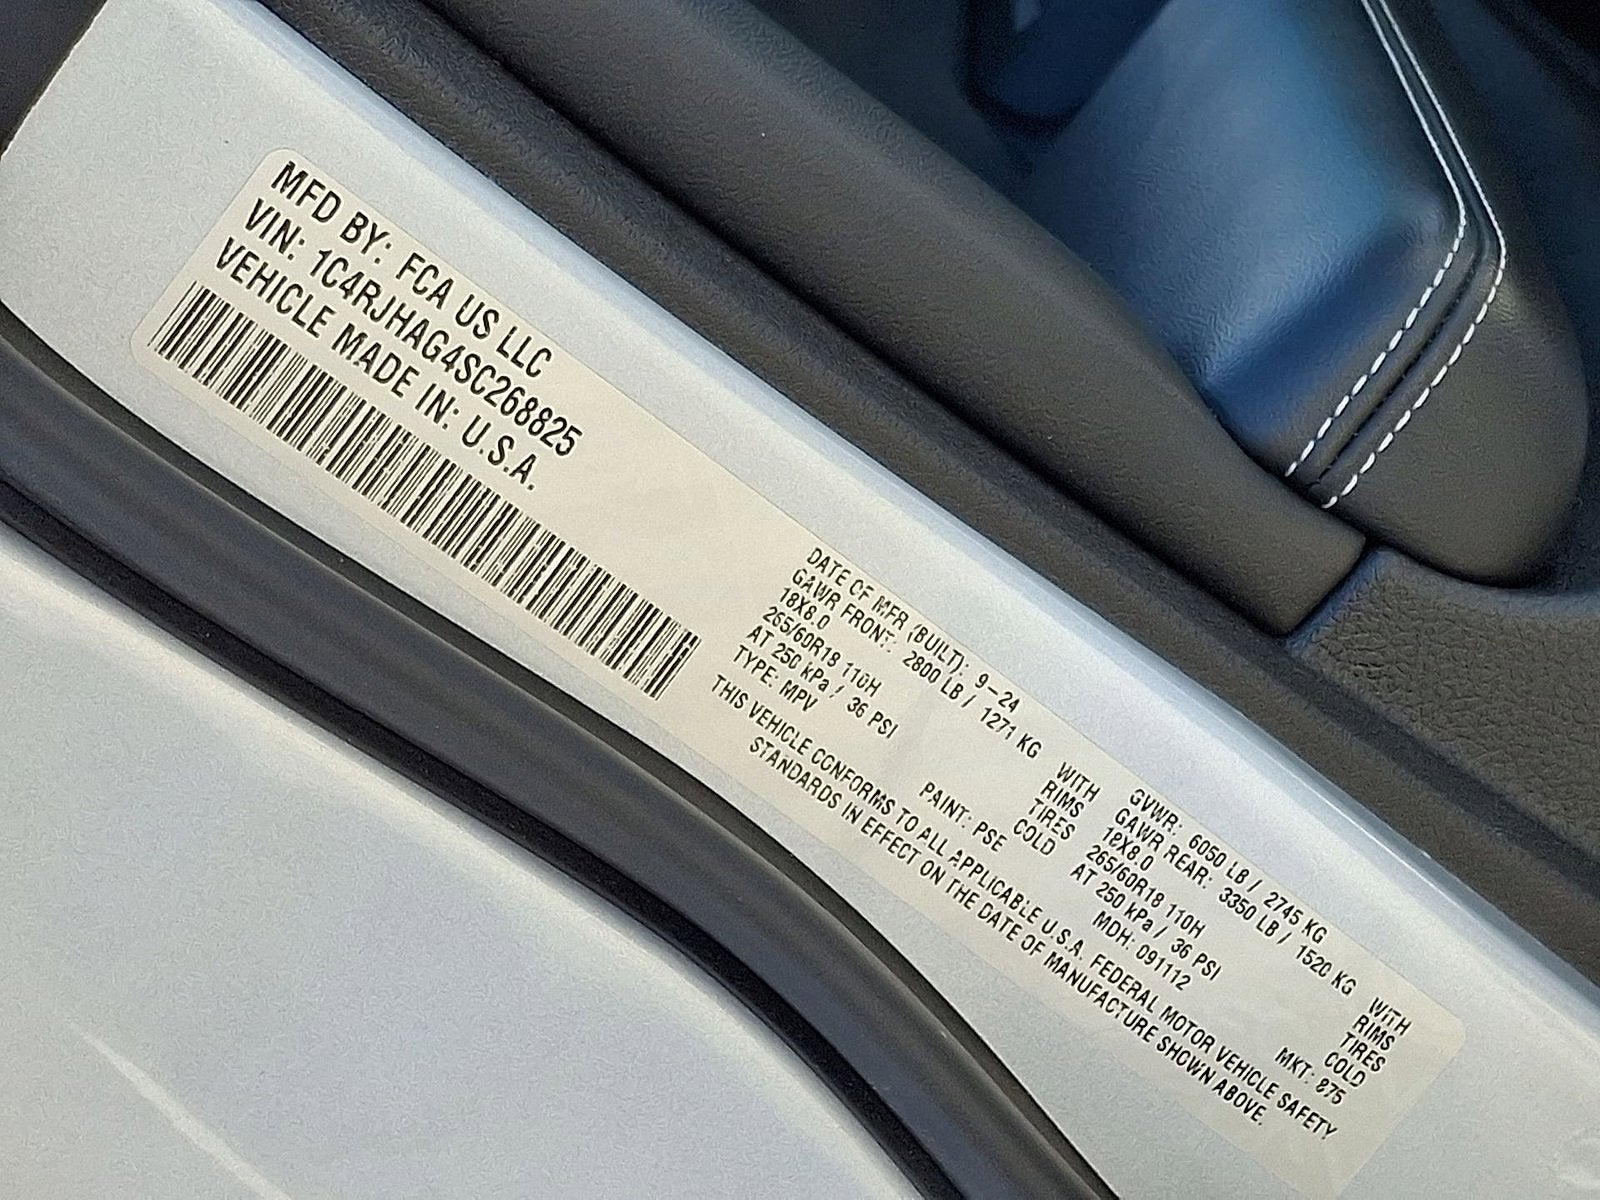 MFD BY: FCA US LLC
VIN: 1C4RJHAG4SC268825
VEHICLE MADE IN: U.S.A.
DATE OF MFR (BUILT): 9-24 GVWR: 6050 LB / 2745 KG
GAWR FRONT: 2800 LB / 1271 KG WITH GAWR REAR: 3350 LB / 1520 KG WITH
18X8.0 RIMS 18X8.0 RIMS
265/60R18 110H TIRES 265/60R18 110H TIRES
AT 250 kPa / 36 PSI COLD AT 250 kPa / 36 PSI COLD
TYPE: MPV PAINT: PSE MDH: 091112 MKT: 875
THIS VEHICLE CONFORMS TO ALL APPLICABLE U.S.A. FEDERAL MOTOR VEHICLE SAFETY
STANDARDS IN EFFECT ON THE DATE OF MANUFACTURE SHOWN ABOVE.